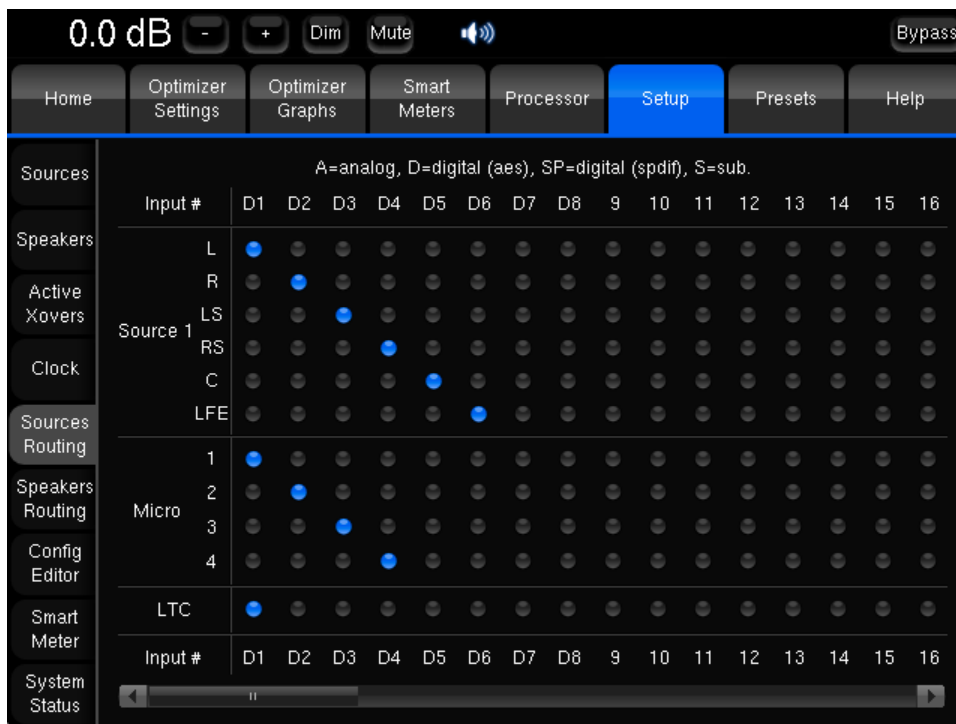 0.0 dB - + Dim Mute Bypass
Home Optimizer Settings Optimizer Graphs Smart Meters Processor Setup Presets Help
Sources
Speakers
Active Xovers
Clock
Sources Routing
Speakers Routing
Config Editor
Smart Meter
System Status
A=analog, D=digital (aes), SP=digital (spdif), S=sub.
Input # D1 D2 D3 D4 D5 D6 D7 D8 9 10 11 12 13 14 15 16
Source 1
L
R
LS
RS
C
LFE
Micro
1
2
3
4
LTC
Input # D1 D2 D3 D4 D5 D6 D7 D8 9 10 11 12 13 14 15 16